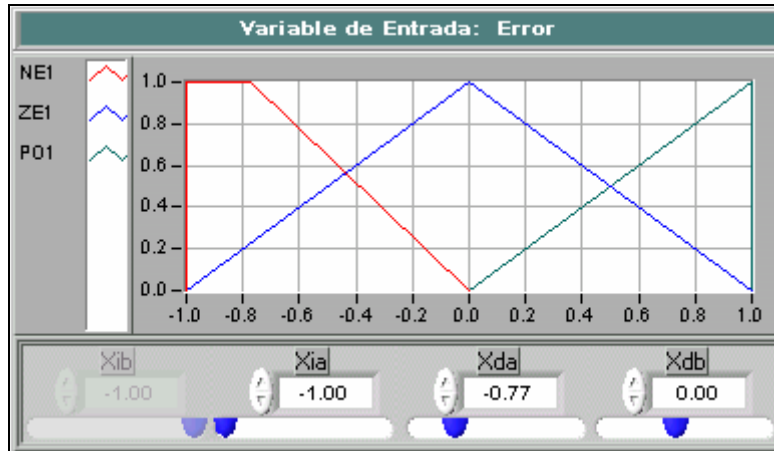 Variable de Entrada: Error
NE1
ZE1
PO1
1.0
0.8
0.6
0.4
0.2
0.0
-1.0 -0.8 -0.6 -0.4 -0.2 0.0 0.2 0.4 0.6 0.8 1.0
Xib Xia Xda Xdb
-1.00 -1.00 -0.77 0.00